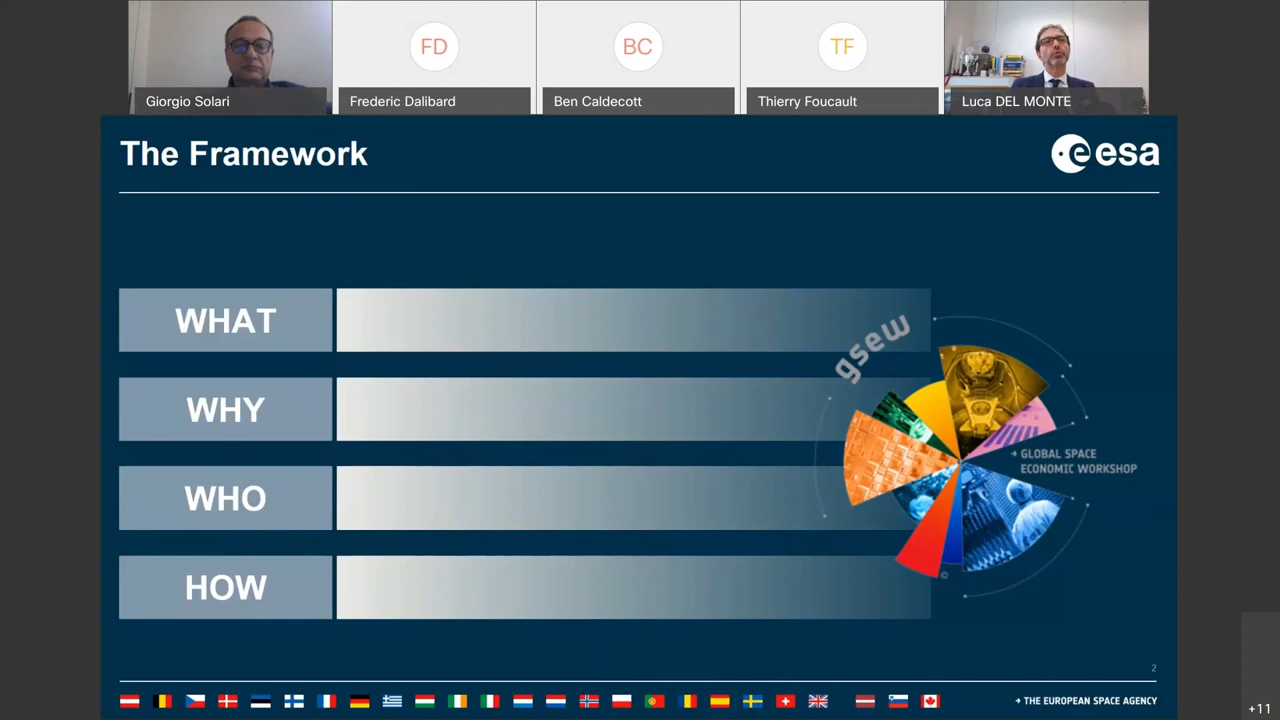 FD
BC
TF
Giorgio Solari
Frederic Dalibard
Ben Caldecott
Thierry Foucault
Luca DEL MONTE
The Framework
esa
WHAT
WHY
WHO
HOW
gsew
→ GLOBAL SPACE
ECONOMIC WORKSHOP
©
2
→ THE EUROPEAN SPACE AGENCY
+11